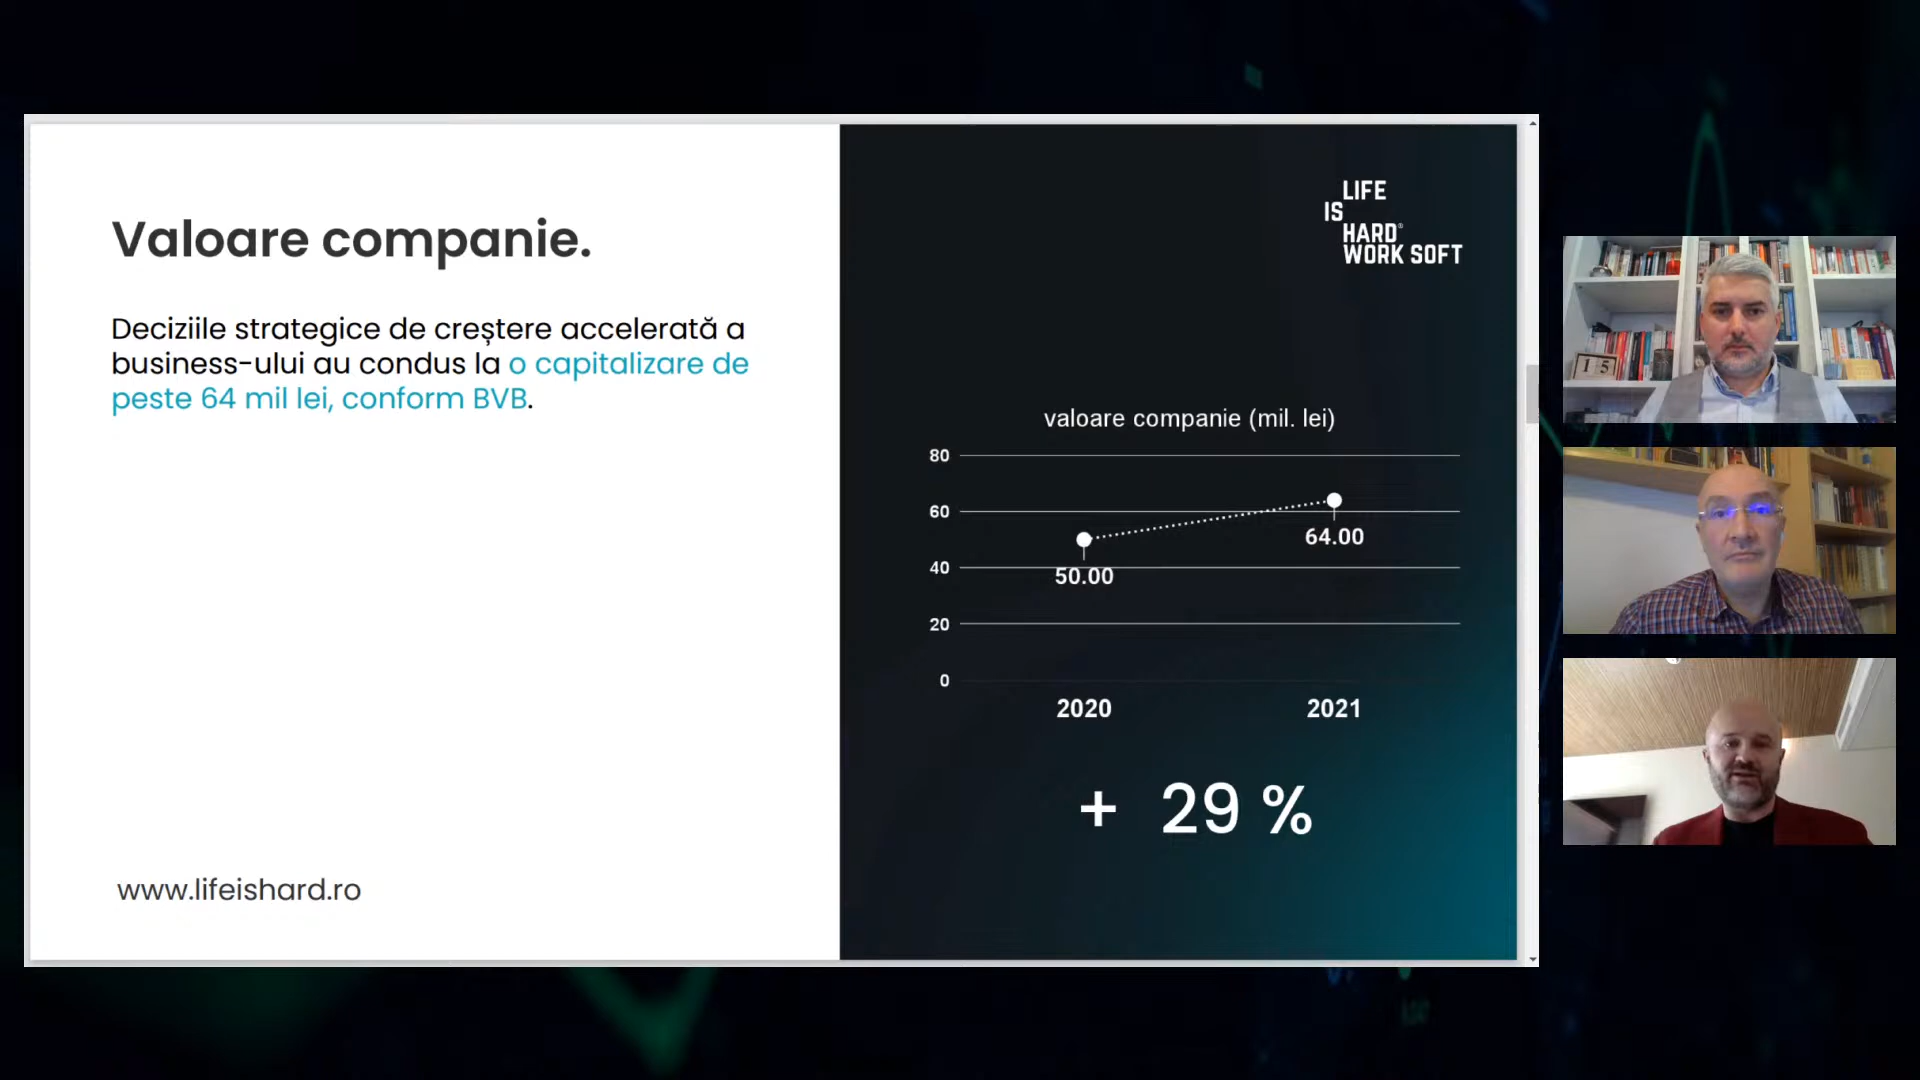 Valoare companie.
Deciziile strategice de creștere accelerată a
business-ului au condus la o capitalizare de
peste 64 mil lei, conform BVB.
www.lifeishard.ro
LIFE
IS
HARD®
WORK SOFT
valoare companie (mil. lei)
80
60
40
20
0
50.00
64.00
2020
2021
+ 29 %
15